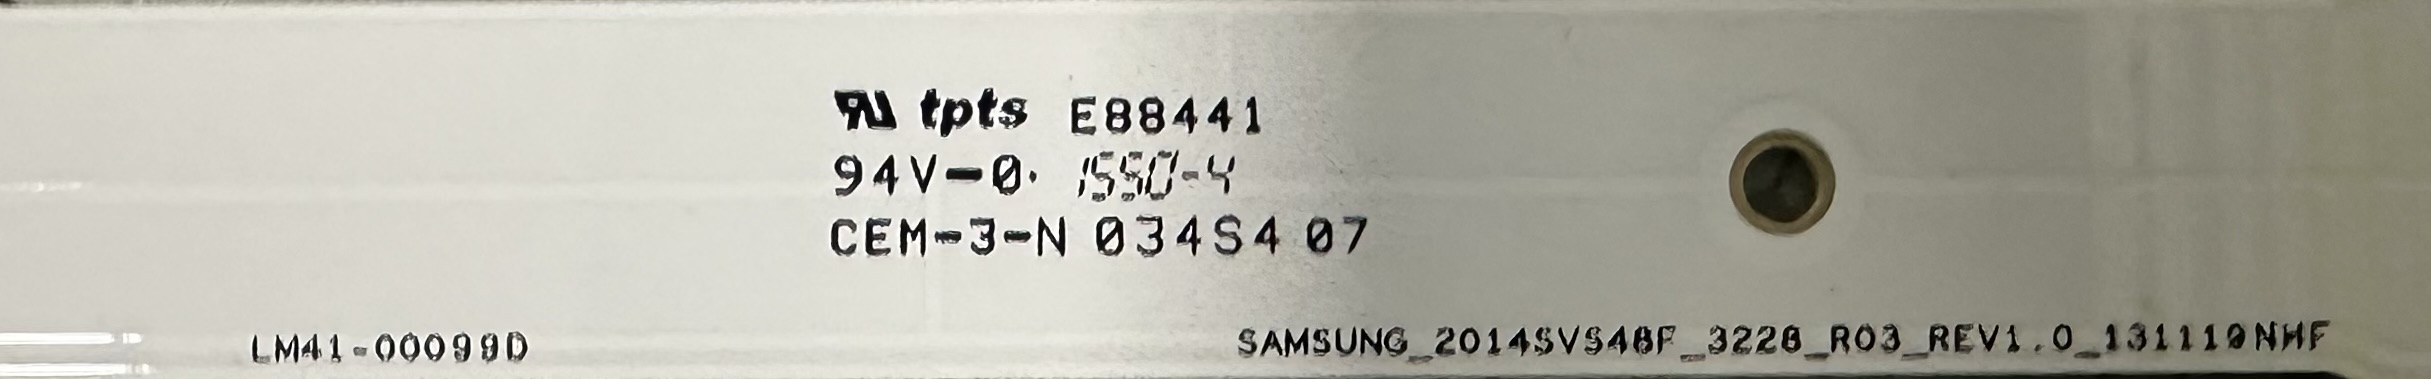 tpts E88441
94V-0 1550-4
CEM-3-N 034S4 07
LM41-00099D
SAMSUNG_2014SVS48F_3228_R03_REV1.0_131119NHF